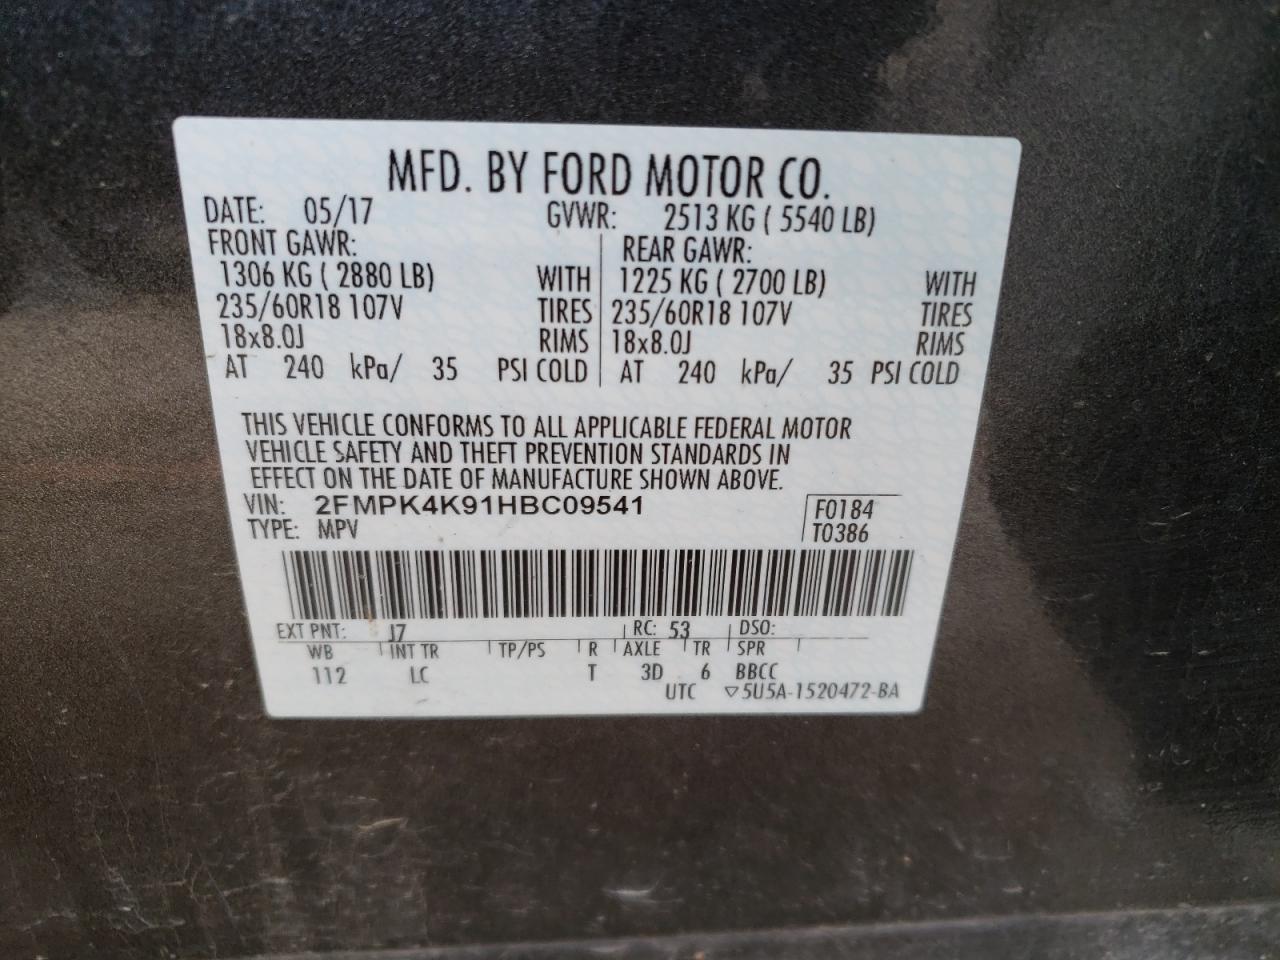 MFD. BY FORD MOTOR CO.
DATE: 05/17 GVWR: 2513 KG ( 5540 LB)
FRONT GAWR: REAR GAWR:
1306 KG ( 2880 LB) WITH 1225 KG ( 2700 LB) WITH
235/60R18 107V TIRES 235/60R18 107V TIRES
18x8.0J RIMS 18x8.0J RIMS
AT 240 kPa/ 35 PSI COLD AT 240 kPa/ 35 PSI COLD
THIS VEHICLE CONFORMS TO ALL APPLICABLE FEDERAL MOTOR
VEHICLE SAFETY AND THEFT PREVENTION STANDARDS IN
EFFECT ON THE DATE OF MANUFACTURE SHOWN ABOVE.
VIN: 2FMPK4K91HBC09541 F0184
TYPE: MPV T0386
EXT PNT: J7 RC: 53 DSO:
WB INT TR TP/PS R AXLE TR SPR
112 LC T 3D 6 BBCC
UTC ▽5U5A-1520472-BA